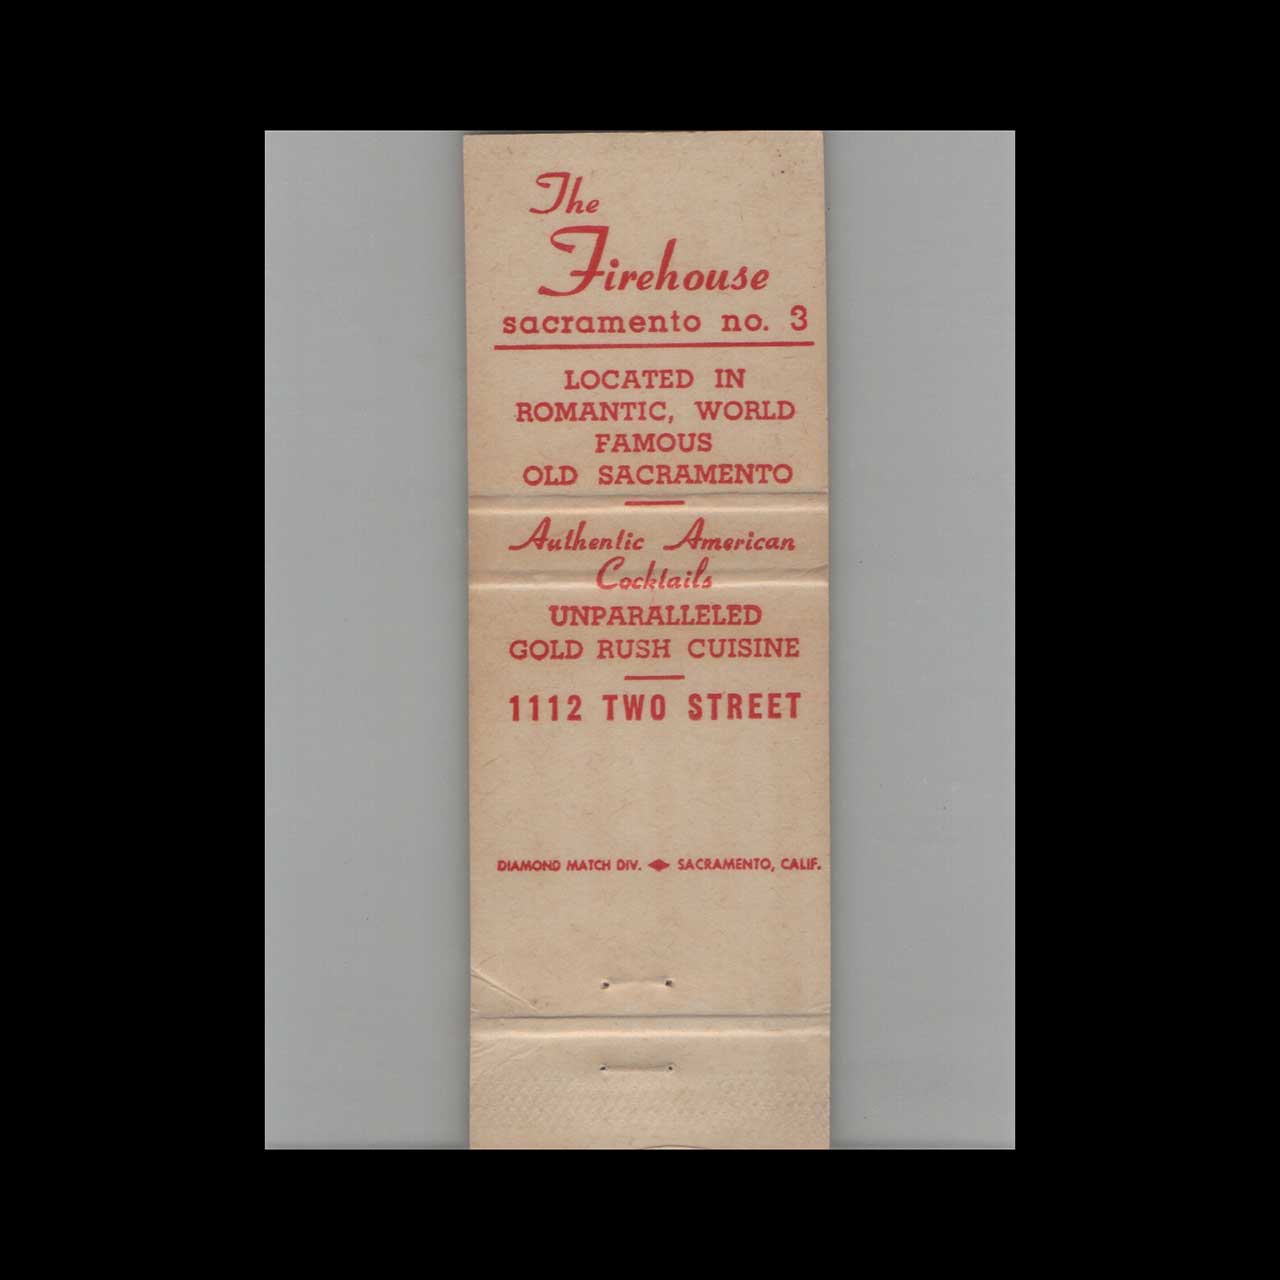 The
Firehouse
sacramento no. 3
LOCATED IN
ROMANTIC, WORLD
FAMOUS
OLD SACRAMENTO
Authentic American
Cocktails
UNPARALLELED
GOLD RUSH CUISINE
1112 TWO STREET
DIAMOND MATCH DIV. SACRAMENTO, CALIF.